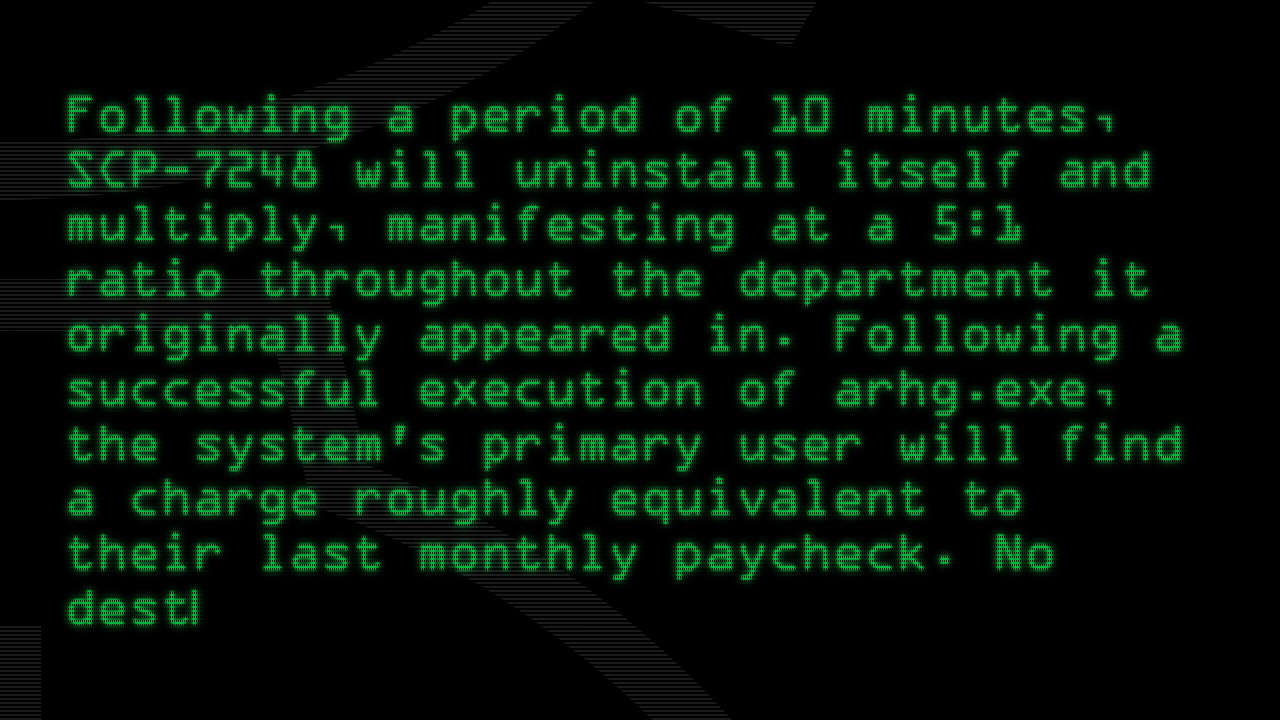 Following a period of 10 minutes,
SCP-7248 will uninstall itself and
multiply, manifesting at a 5:1
ratio throughout the department it
originally appeared in. Following a
successful execution of arhg.exe,
the system's primary user will find
a charge roughly equivalent to
their last monthly paycheck. No
dest